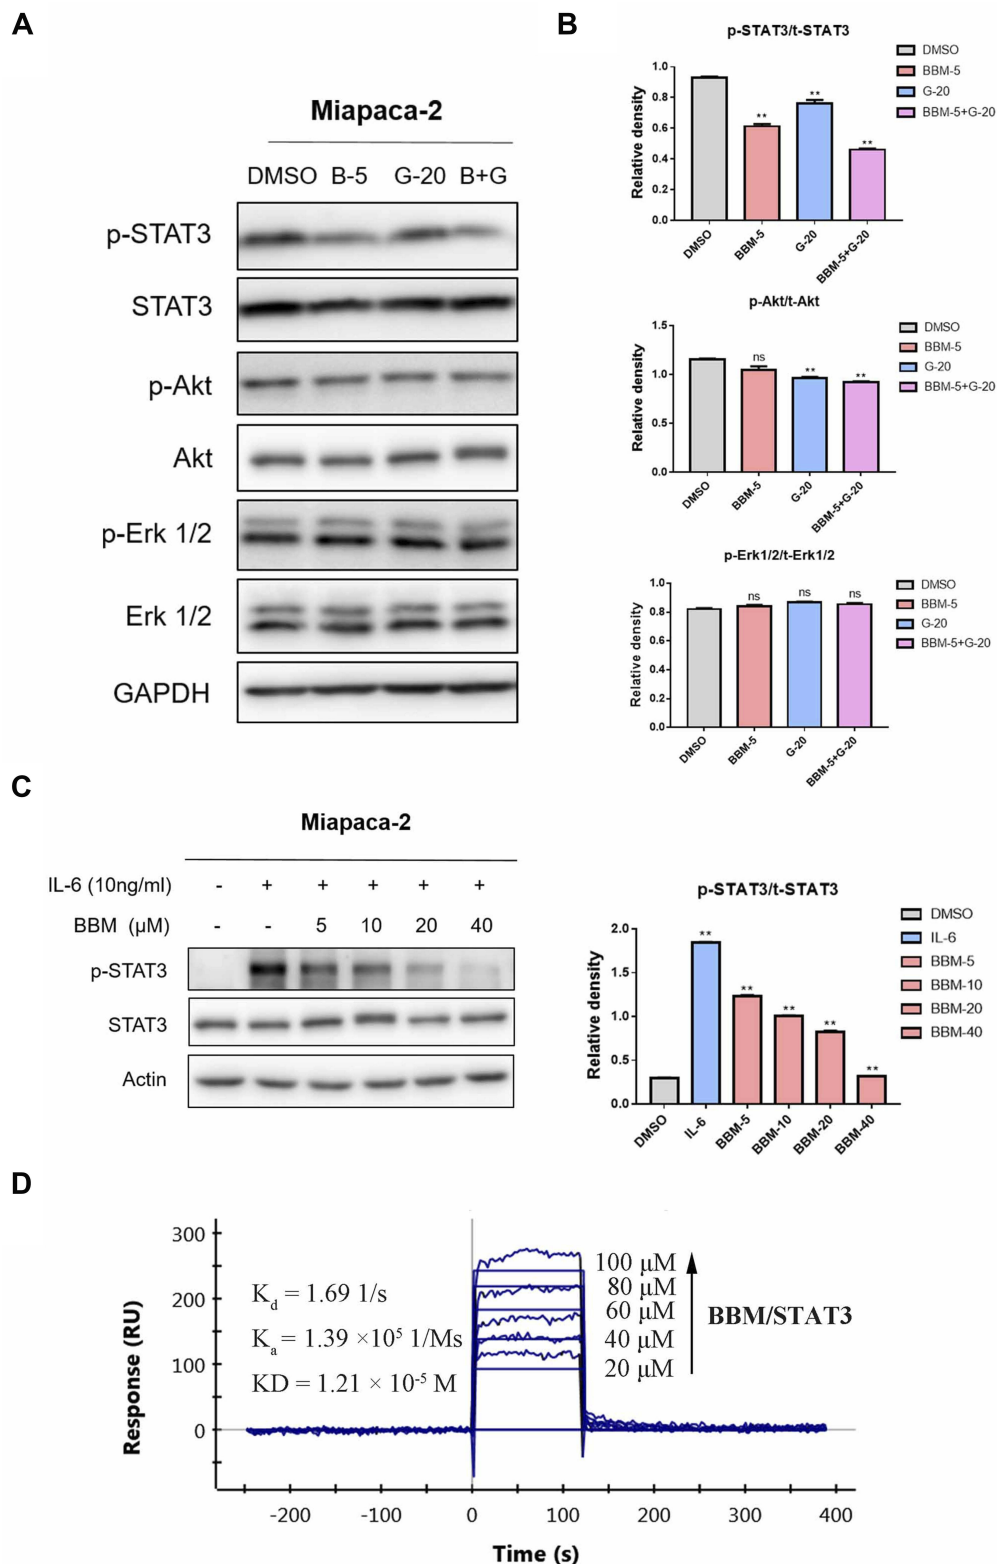 A
Miapaca-2
DMSO B-5 G-20 B+G
p-STAT3
STAT3
p-Akt
Akt
p-Erk 1/2
Erk 1/2
GAPDH
B
p-STAT3/t-STAT3
Relative density
1.0
0.8
0.6
0.4
0.2
0.0
**
**
**
DMSO
BBM-5
G-20
BBM-5+G-20
DMSO
BBM-5
G-20
BBM-5+G-20
p-Akt/t-Akt
Relative density
1.5
1.0
0.5
0.0
ns
**
**
DMSO
BBM-5
G-20
BBM-5+G-20
DMSO
BBM-5
G-20
BBM-5+G-20
p-Erk1/2/t-Erk1/2
Relative density
1.0
0.8
0.6
0.4
0.2
0.0
ns
ns
ns
DMSO
BBM-5
G-20
BBM-5+G-20
DMSO
BBM-5
G-20
BBM-5+G-20
C
Miapaca-2
IL-6 (10ng/ml) - + + + + +
BBM (μM) - - 5 10 20 40
p-STAT3
STAT3
Actin
p-STAT3/t-STAT3
Relative density
2.0
1.5
1.0
0.5
0.0
**
**
**
**
**
DMSO
IL-6
BBM-5
BBM-10
BBM-20
BBM-40
DMSO
IL-6
BBM-5
BBM-10
BBM-20
BBM-40
D
Response (RU)
300
200
100
0
Kd = 1.69 1/s
Ka = 1.39 ×10⁵ 1/Ms
KD = 1.21 × 10⁻⁵ M
100 μM
80 μM
60 μM
40 μM
20 μM
BBM/STAT3
-200 -100 0 100 200 300 400
Time (s)